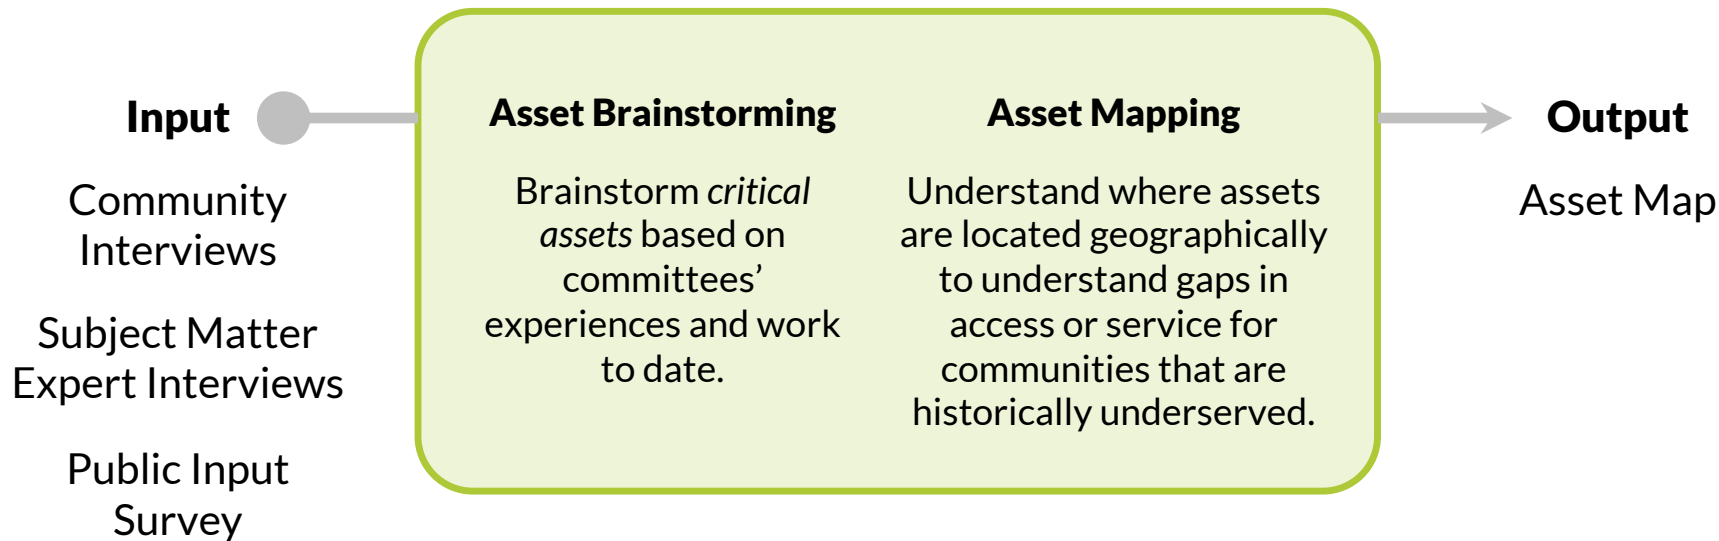 Input
Community
Interviews
Subject Matter
Expert Interviews
Public Input
Survey
Asset Brainstorming
Brainstorm critical
assets based on
committees’
experiences and work
to date.
Asset Mapping
Understand where assets
are located geographically
to understand gaps in
access or service for
communities that are
historically underserved.
Output
Asset Map